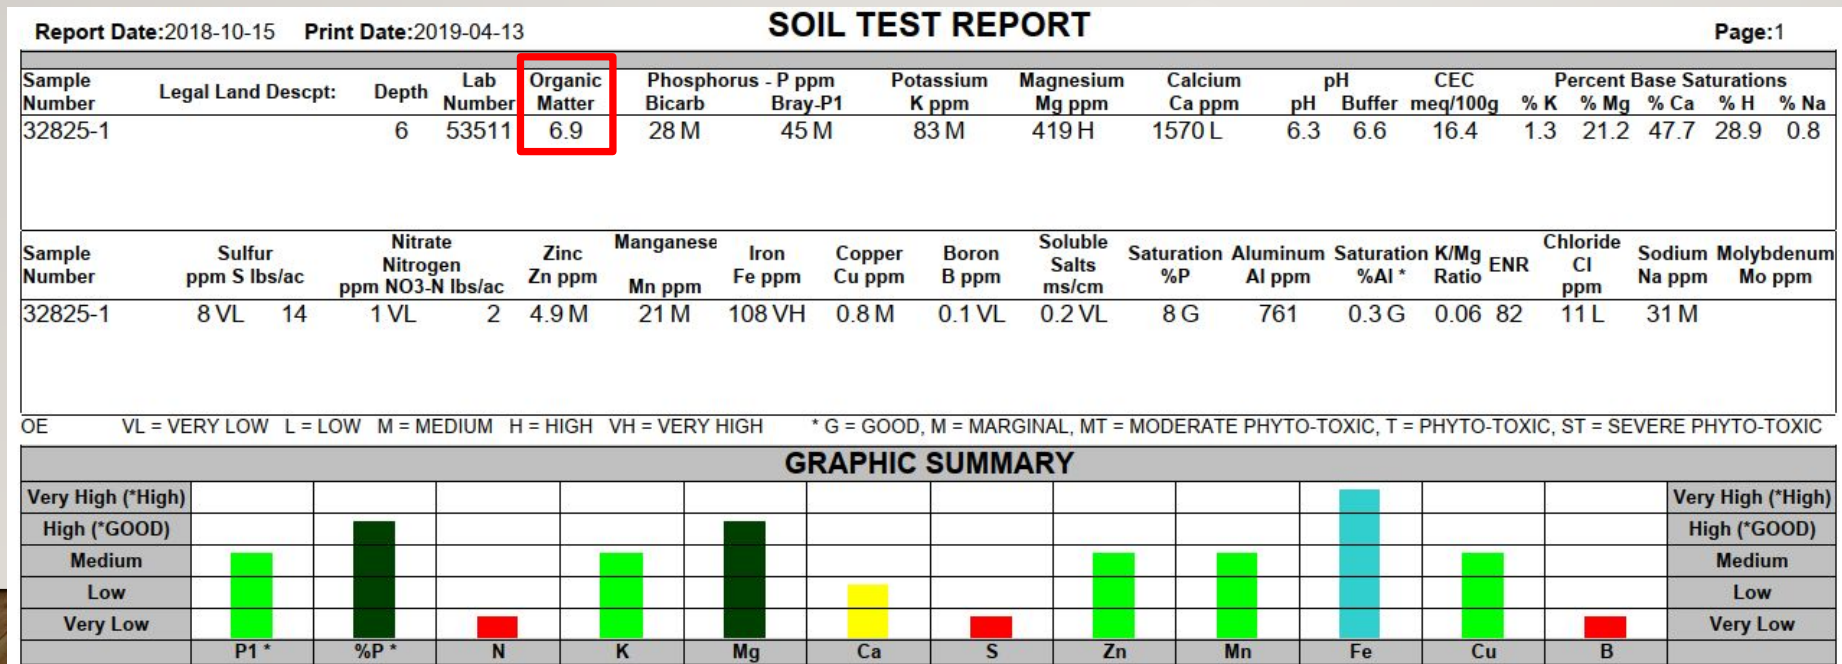 Report Date:2018-10-15 Print Date:2019-04-13 SOIL TEST REPORT Page:1
Sample Number Legal Land Descpt: Depth Lab Number Organic Matter Phosphorus - P ppm Bicarb Bray-P1 Potassium K ppm Magnesium Mg ppm Calcium Ca ppm pH pH Buffer CEC meq/100g Percent Base Saturations % K % Mg % Ca % H % Na
32825-1 6 53511 6.9 28 M 45 M 83 M 419 H 1570 L 6.3 6.6 16.4 1.3 21.2 47.7 28.9 0.8
Sample Number Sulfur ppm S lbs/ac Nitrate Nitrogen ppm NO3-N lbs/ac Zinc Zn ppm Manganese Mn ppm Iron Fe ppm Copper Cu ppm Boron B ppm Soluble Salts ms/cm Saturation %P Aluminum Al ppm Saturation %Al * K/Mg Ratio ENR Chloride Cl ppm Sodium Na ppm Molybdenum Mo ppm
32825-1 8 VL 14 1 VL 2 4.9 M 21 M 108 VH 0.8 M 0.1 VL 0.2 VL 8 G 761 0.3 G 0.06 82 11 L 31 M
OE VL = VERY LOW L = LOW M = MEDIUM H = HIGH VH = VERY HIGH * G = GOOD, M = MARGINAL, MT = MODERATE PHYTO-TOXIC, T = PHYTO-TOXIC, ST = SEVERE PHYTO-TOXIC
GRAPHIC SUMMARY
Very High (*High) Very High (*High)
High (*GOOD) High (*GOOD)
Medium Medium
Low Low
Very Low Very Low
P1 * %P * N K Mg Ca S Zn Mn Fe Cu B